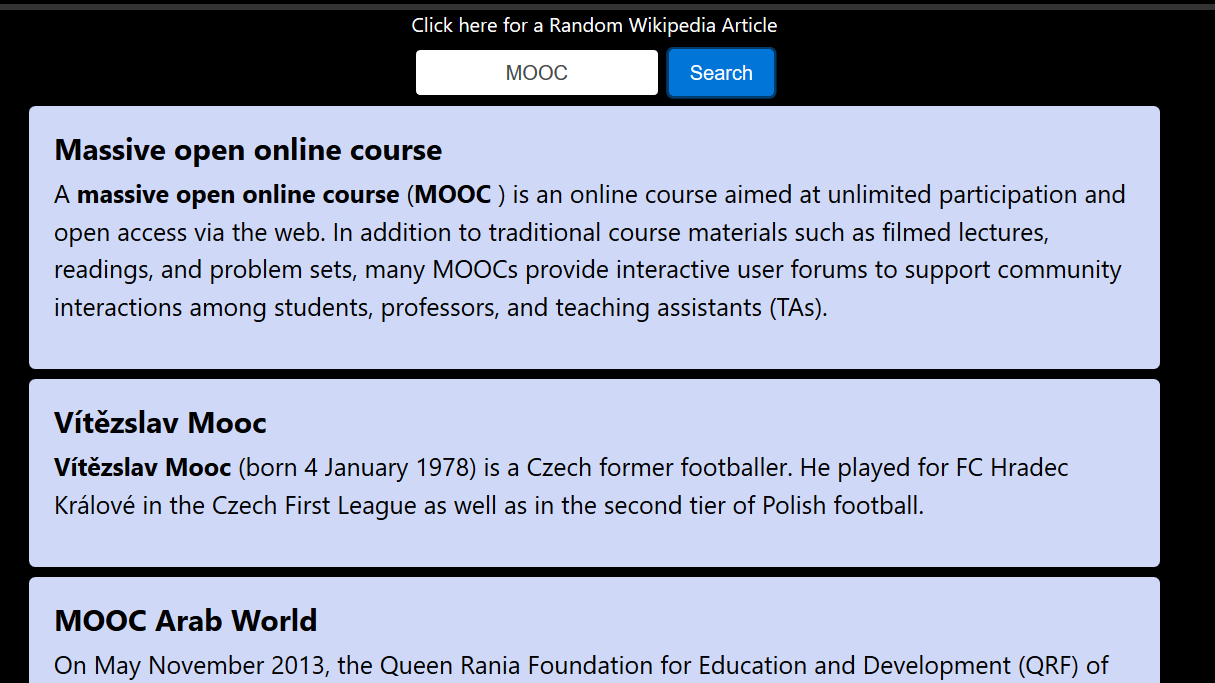 Click here for a Random Wikipedia Article
MOOC Search
Massive open online course
A massive open online course (MOOC ) is an online course aimed at unlimited participation and
open access via the web. In addition to traditional course materials such as filmed lectures,
readings, and problem sets, many MOOCs provide interactive user forums to support community
interactions among students, professors, and teaching assistants (TAs).
Vítězslav Mooc
Vítězslav Mooc (born 4 January 1978) is a Czech former footballer. He played for FC Hradec
Králové in the Czech First League as well as in the second tier of Polish football.
MOOC Arab World
On May November 2013, the Queen Rania Foundation for Education and Development (QRF) of